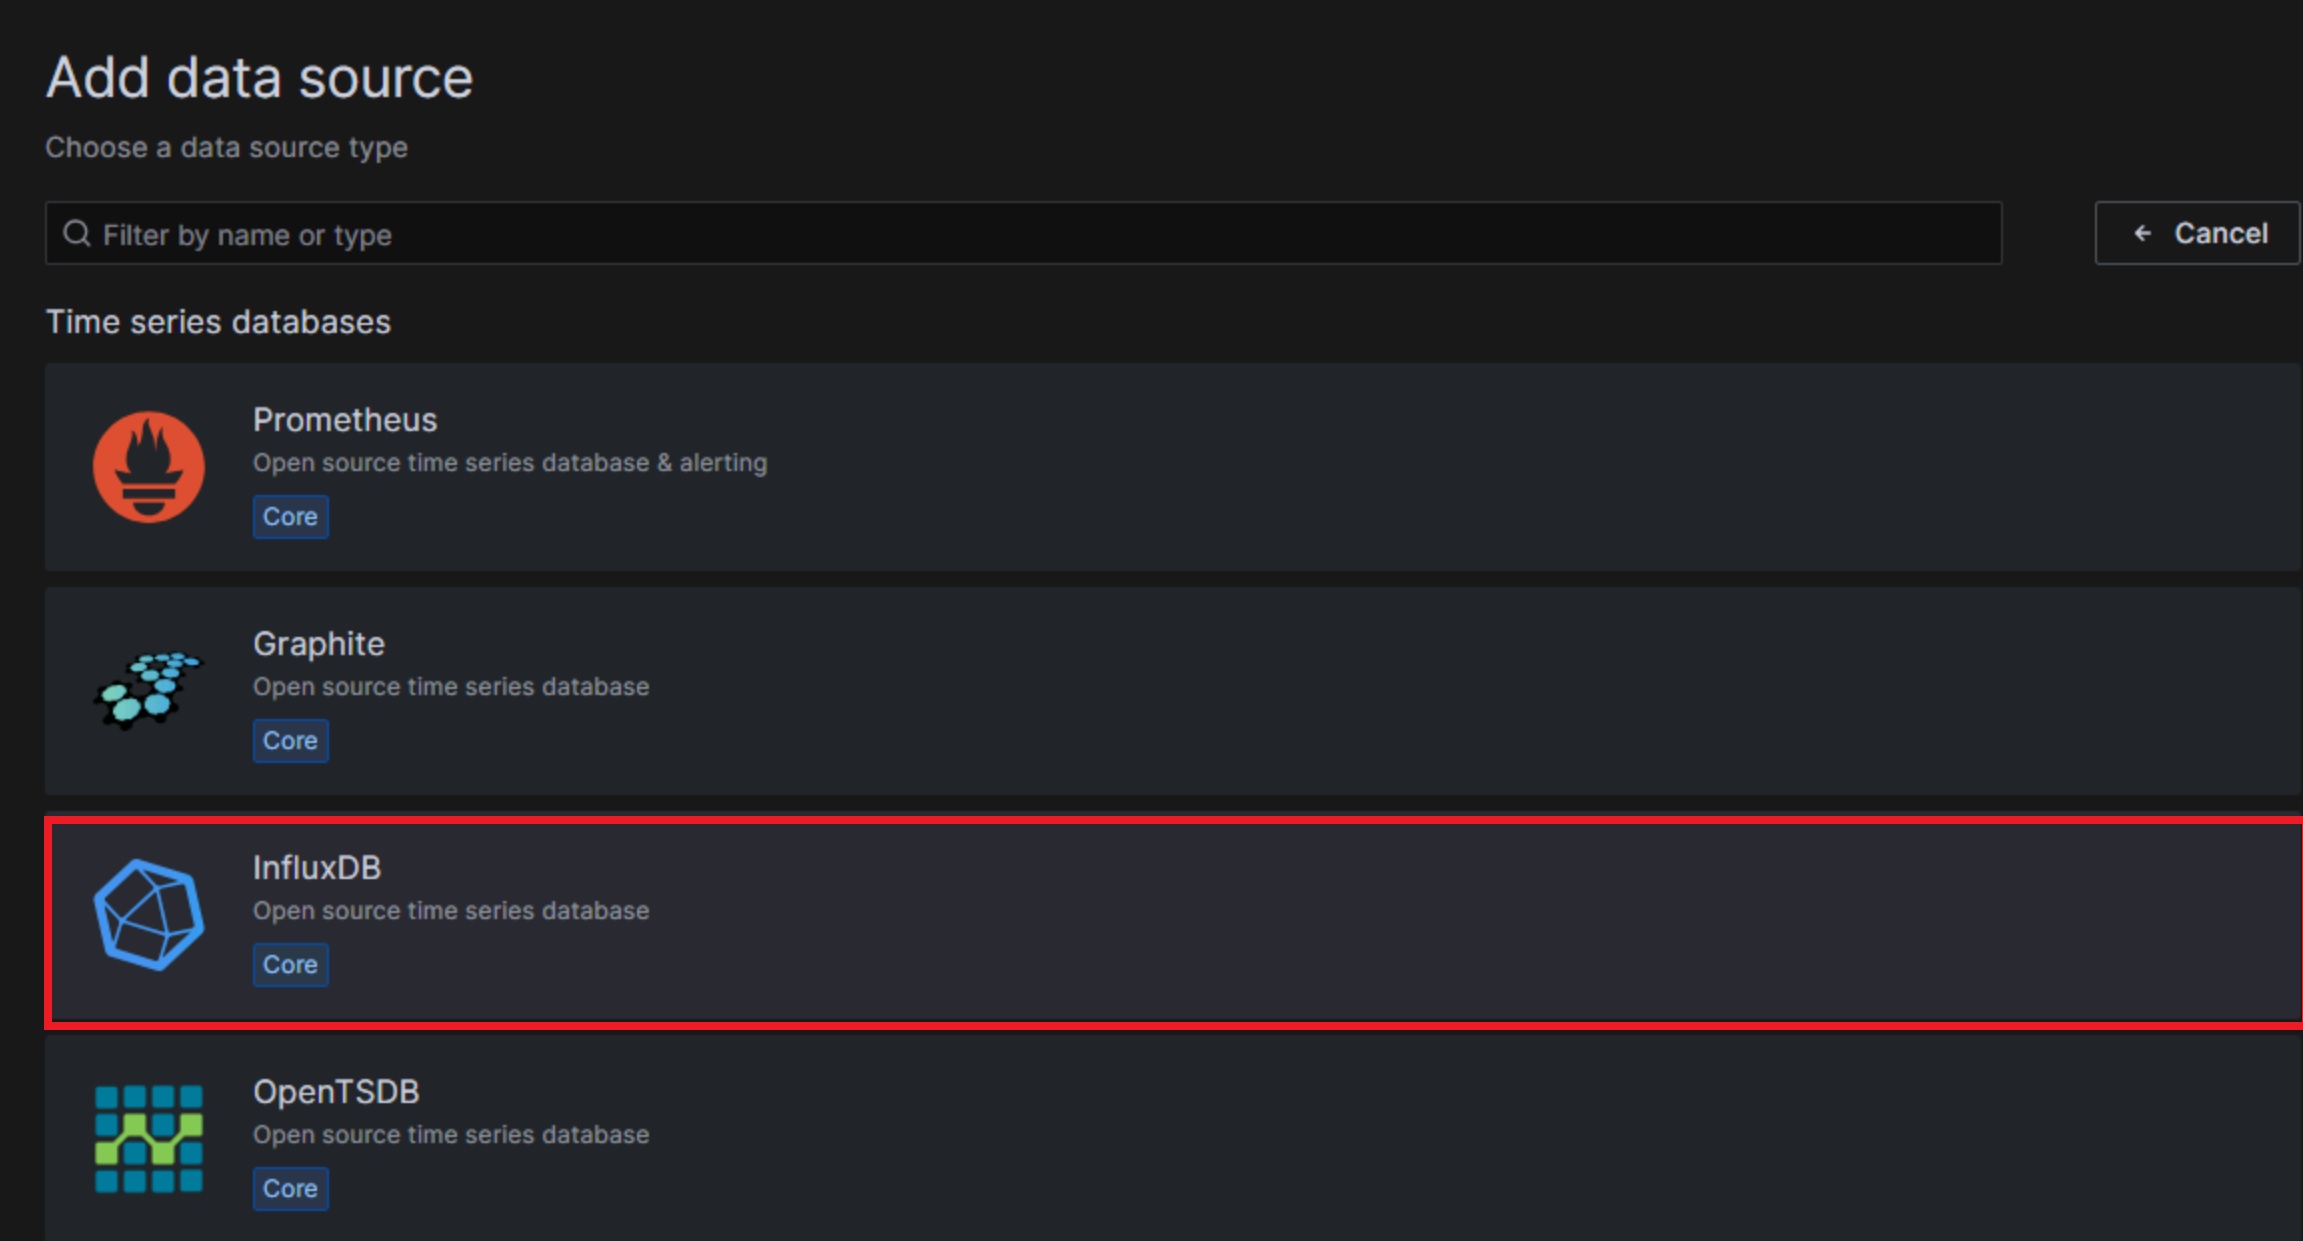 Add data source
Choose a data source type
Filter by name or type
Cancel
Time series databases
Prometheus
Open source time series database & alerting
Core
Graphite
Open source time series database
Core
InfluxDB
Open source time series database
Core
OpenTSDB
Open source time series database
Core